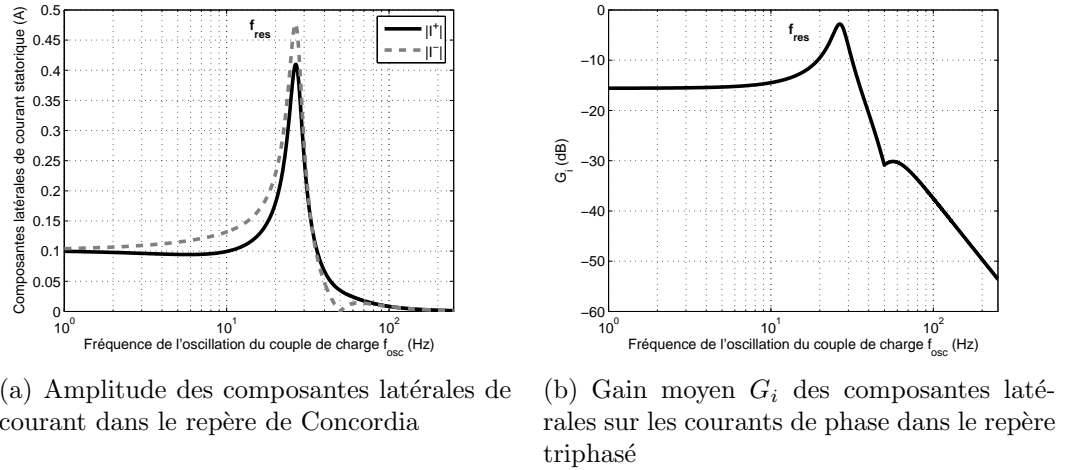 Composantes latérales de courant statorique (A)
0.5
0.45
0.4
0.35
0.3
0.25
0.2
0.15
0.1
0.05
0
f_res
|I⁺|
|I⁻|
10⁰ 10¹ 10²
Fréquence de l'oscillation du couple de charge f_osc (Hz)
(a) Amplitude des composantes latérales de
courant dans le repère de Concordia
G_i (dB)
0
−10
−20
−30
−40
−50
−60
f_res
10⁰ 10¹ 10²
Fréquence de l'oscillation du couple de charge f_osc (Hz)
(b) Gain moyen G_i des composantes laté-
rales sur les courants de phase dans le repère
triphasé